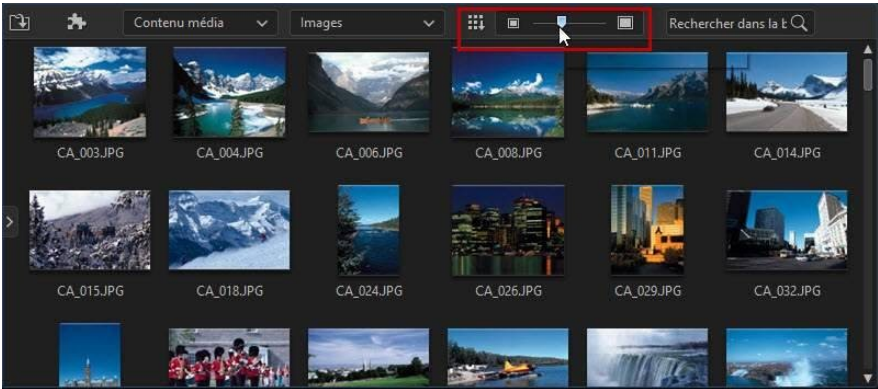 Contenu média
Images
Rechercher dans la b
CA_003.JPG
CA_004.JPG
CA_006.JPG
CA_008.JPG
CA_011.JPG
CA_014.JPG
CA_015.JPG
CA_018.JPG
CA_024.JPG
CA_026.JPG
CA_029.JPG
CA_032.JPG